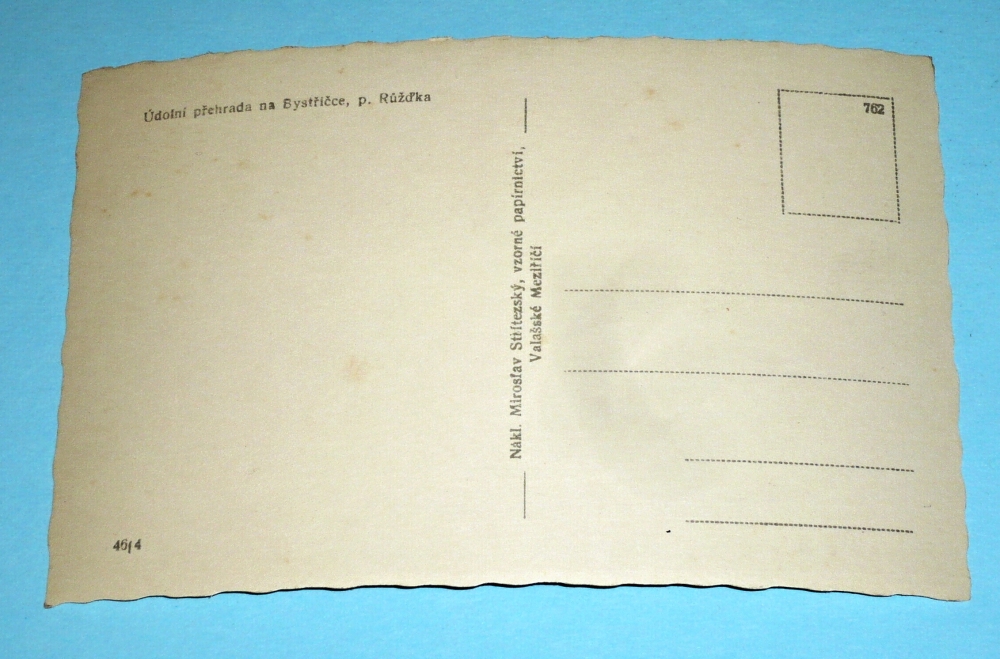 Údolní přehrada na Bystřičce, p. Růžďka
762
Nákl. Miroslav Střítezský, vzorné papírnictví,
Valašské Meziříčí
46/4